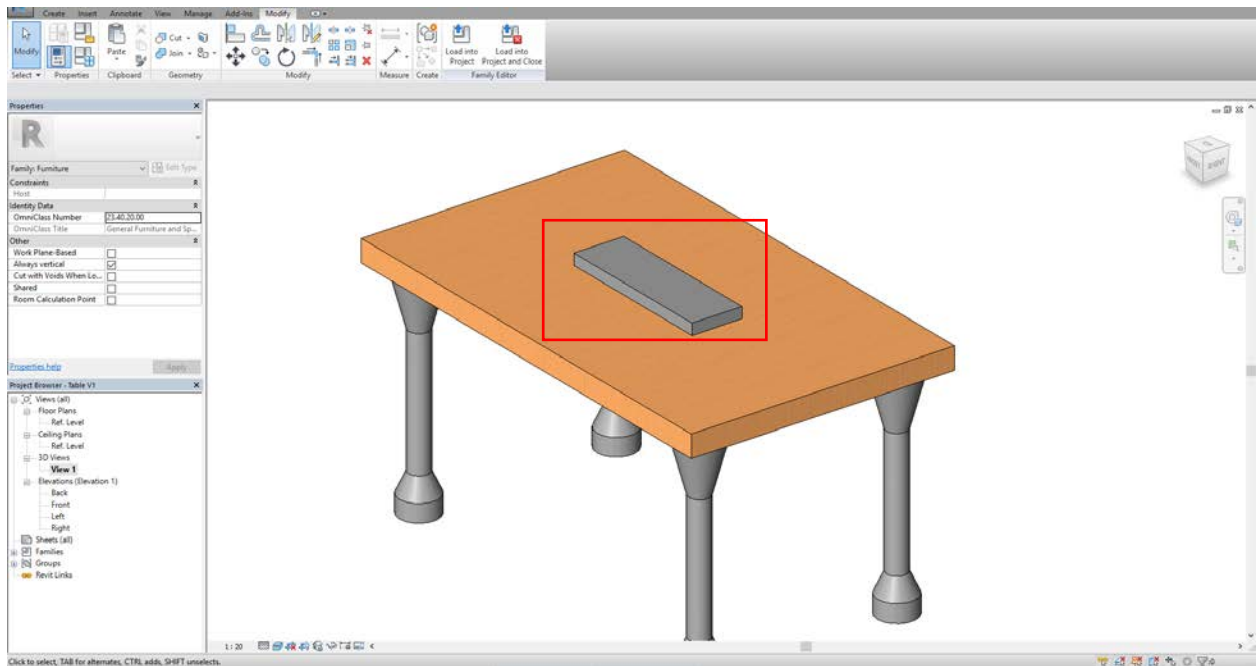 Create Insert Annotate View Manage Add-Ins Modify
Modify
Paste
Cut
Join
Load into Project
Load into Project and Close
Select Properties Clipboard Geometry Modify Measure Create Family Editor
Properties
R
Family: Furniture
Edit Type
Constraints
Host
Identity Data
OmniClass Number 23.40.20.00
OmniClass Title General Furniture and Sp...
Other
Work Plane-Based
Always vertical
Cut with Voids When Lo...
Shared
Room Calculation Point
Properties help
Apply
Project Browser - Table V1
Views (all)
Floor Plans
Ref. Level
Ceiling Plans
Ref. Level
3D Views
View 1
Elevations (Elevation 1)
Back
Front
Left
Right
Sheets (all)
Families
Groups
Revit Links
1 : 20
Click to select, TAB for alternates, CTRL adds, SHIFT unselects.